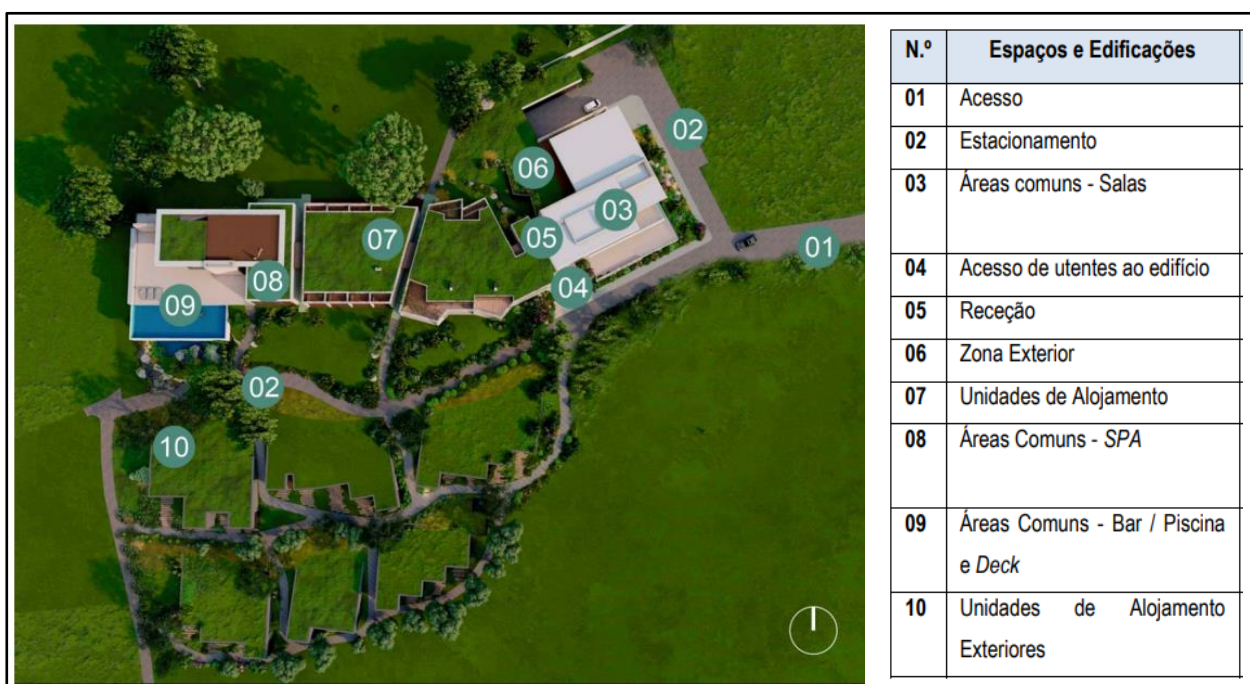 06
02
03
07
05
01
08
04
09
02
10
N.º Espaços e Edificações
01 Acesso
02 Estacionamento
03 Áreas comuns - Salas
04 Acesso de utentes ao edifício
05 Receção
06 Zona Exterior
07 Unidades de Alojamento
08 Áreas Comuns - SPA
09 Áreas Comuns - Bar / Piscina
e Deck
10 Unidades de Alojamento
Exteriores